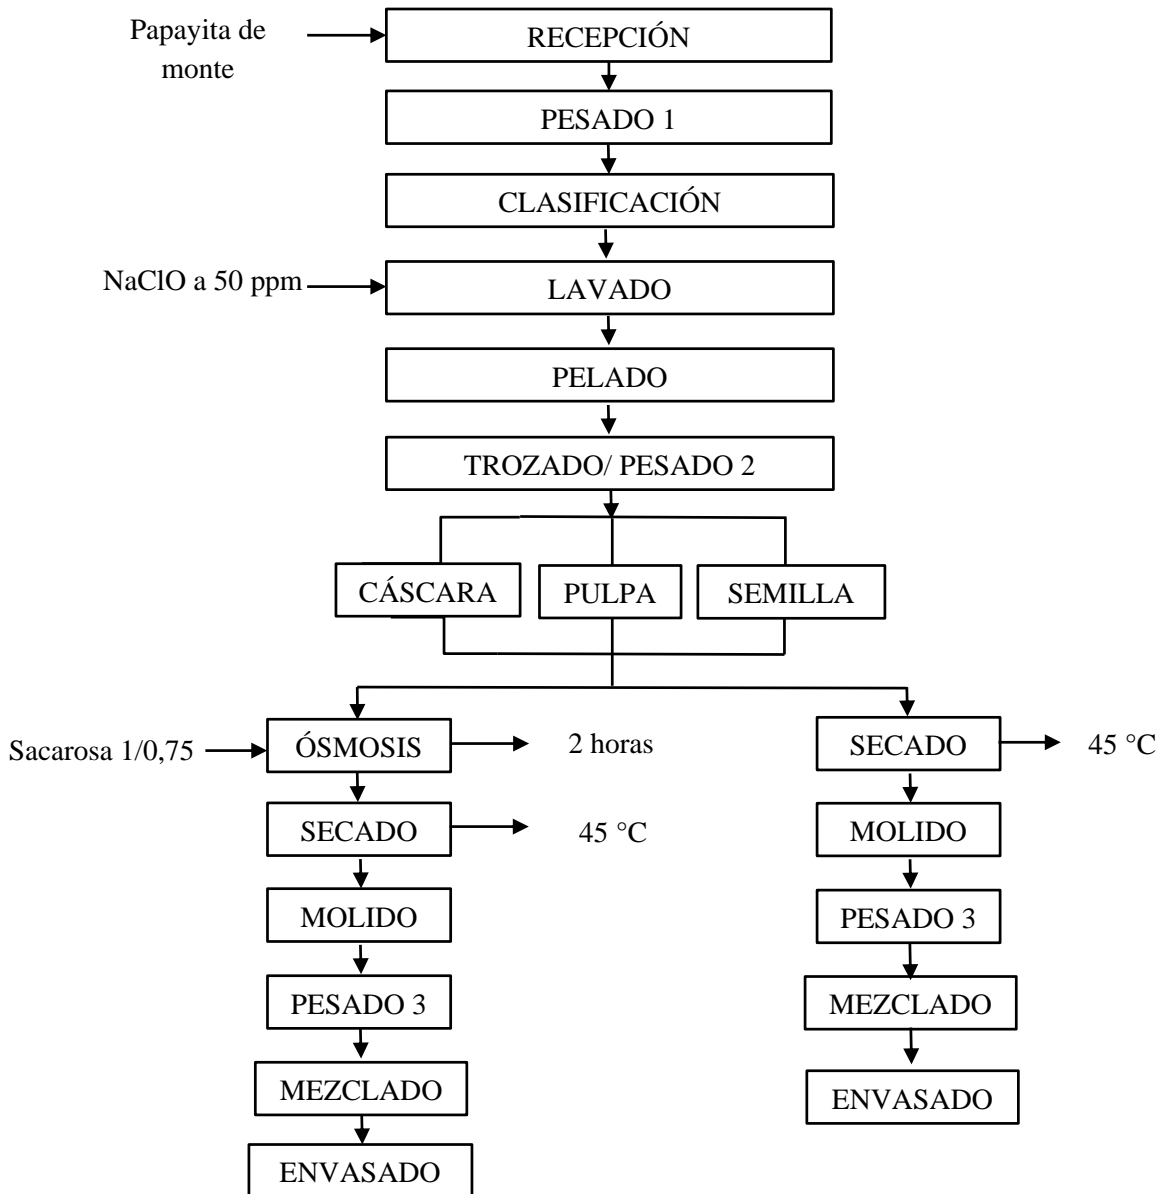 Papayita de
monte
RECEPCIÓN
PESADO 1
CLASIFICACIÓN
NaClO a 50 ppm
LAVADO
PELADO
TROZADO/ PESADO 2
CÁSCARA
PULPA
SEMILLA
Sacarosa 1/0,75
ÓSMOSIS
2 horas
SECADO
45 °C
MOLIDO
PESADO 3
MEZCLADO
ENVASADO
SECADO
45 °C
MOLIDO
PESADO 3
MEZCLADO
ENVASADO